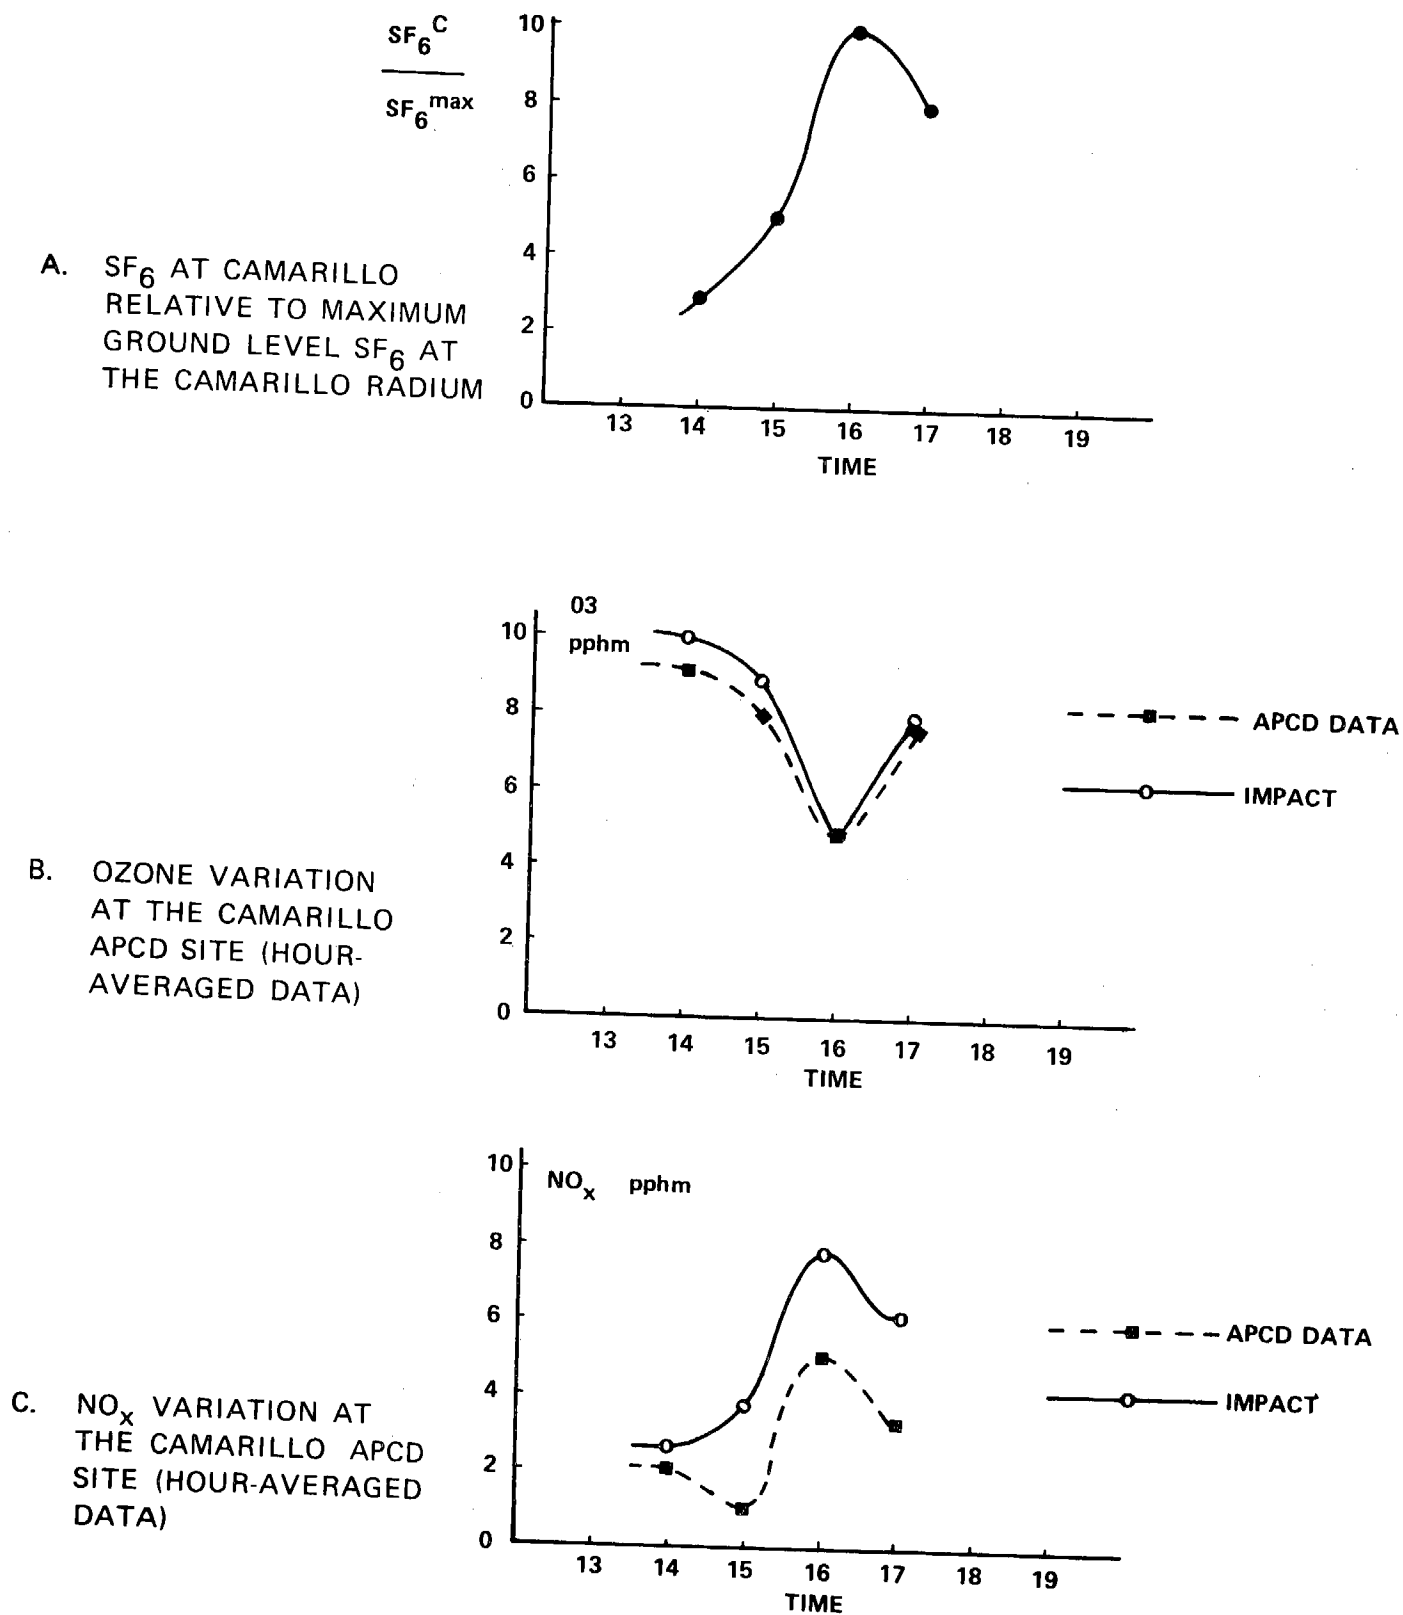 SF6C
SF6max
10
8
6
4
2
0
13 14 15 16 17 18 19
TIME
A. SF6 AT CAMARILLO
RELATIVE TO MAXIMUM
GROUND LEVEL SF6 AT
THE CAMARILLO RADIUM
03
pphm
10
8
6
4
2
0
13 14 15 16 17 18 19
TIME
APCD DATA
IMPACT
B. OZONE VARIATION
AT THE CAMARILLO
APCD SITE (HOUR-
AVERAGED DATA)
NOx pphm
10
8
6
4
2
0
13 14 15 16 17 18 19
TIME
APCD DATA
IMPACT
C. NOx VARIATION AT
THE CAMARILLO APCD
SITE (HOUR-AVERAGED
DATA)